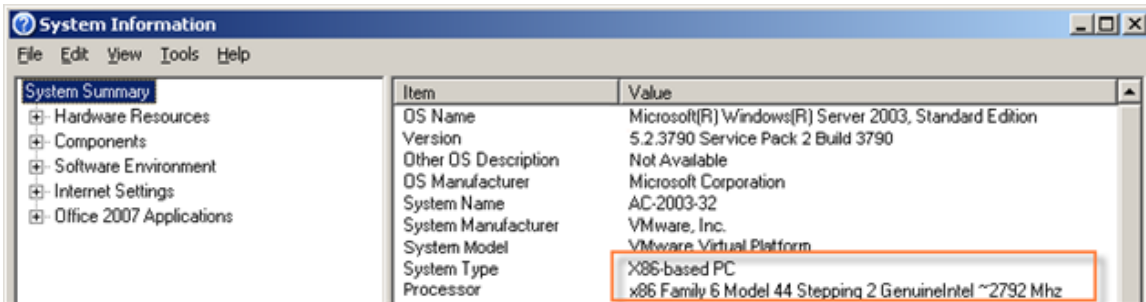 System Information
File Edit View Tools Help
System Summary
Hardware Resources
Components
Software Environment
Internet Settings
Office 2007 Applications
Item Value
OS Name Microsoft(R) Windows(R) Server 2003, Standard Edition
Version 5.2.3790 Service Pack 2 Build 3790
Other OS Description Not Available
OS Manufacturer Microsoft Corporation
System Name AC-2003-32
System Manufacturer VMware, Inc.
System Model VMware Virtual Platform
System Type X86-based PC
Processor x86 Family 6 Model 44 Stepping 2 GenuineIntel ~2792 Mhz